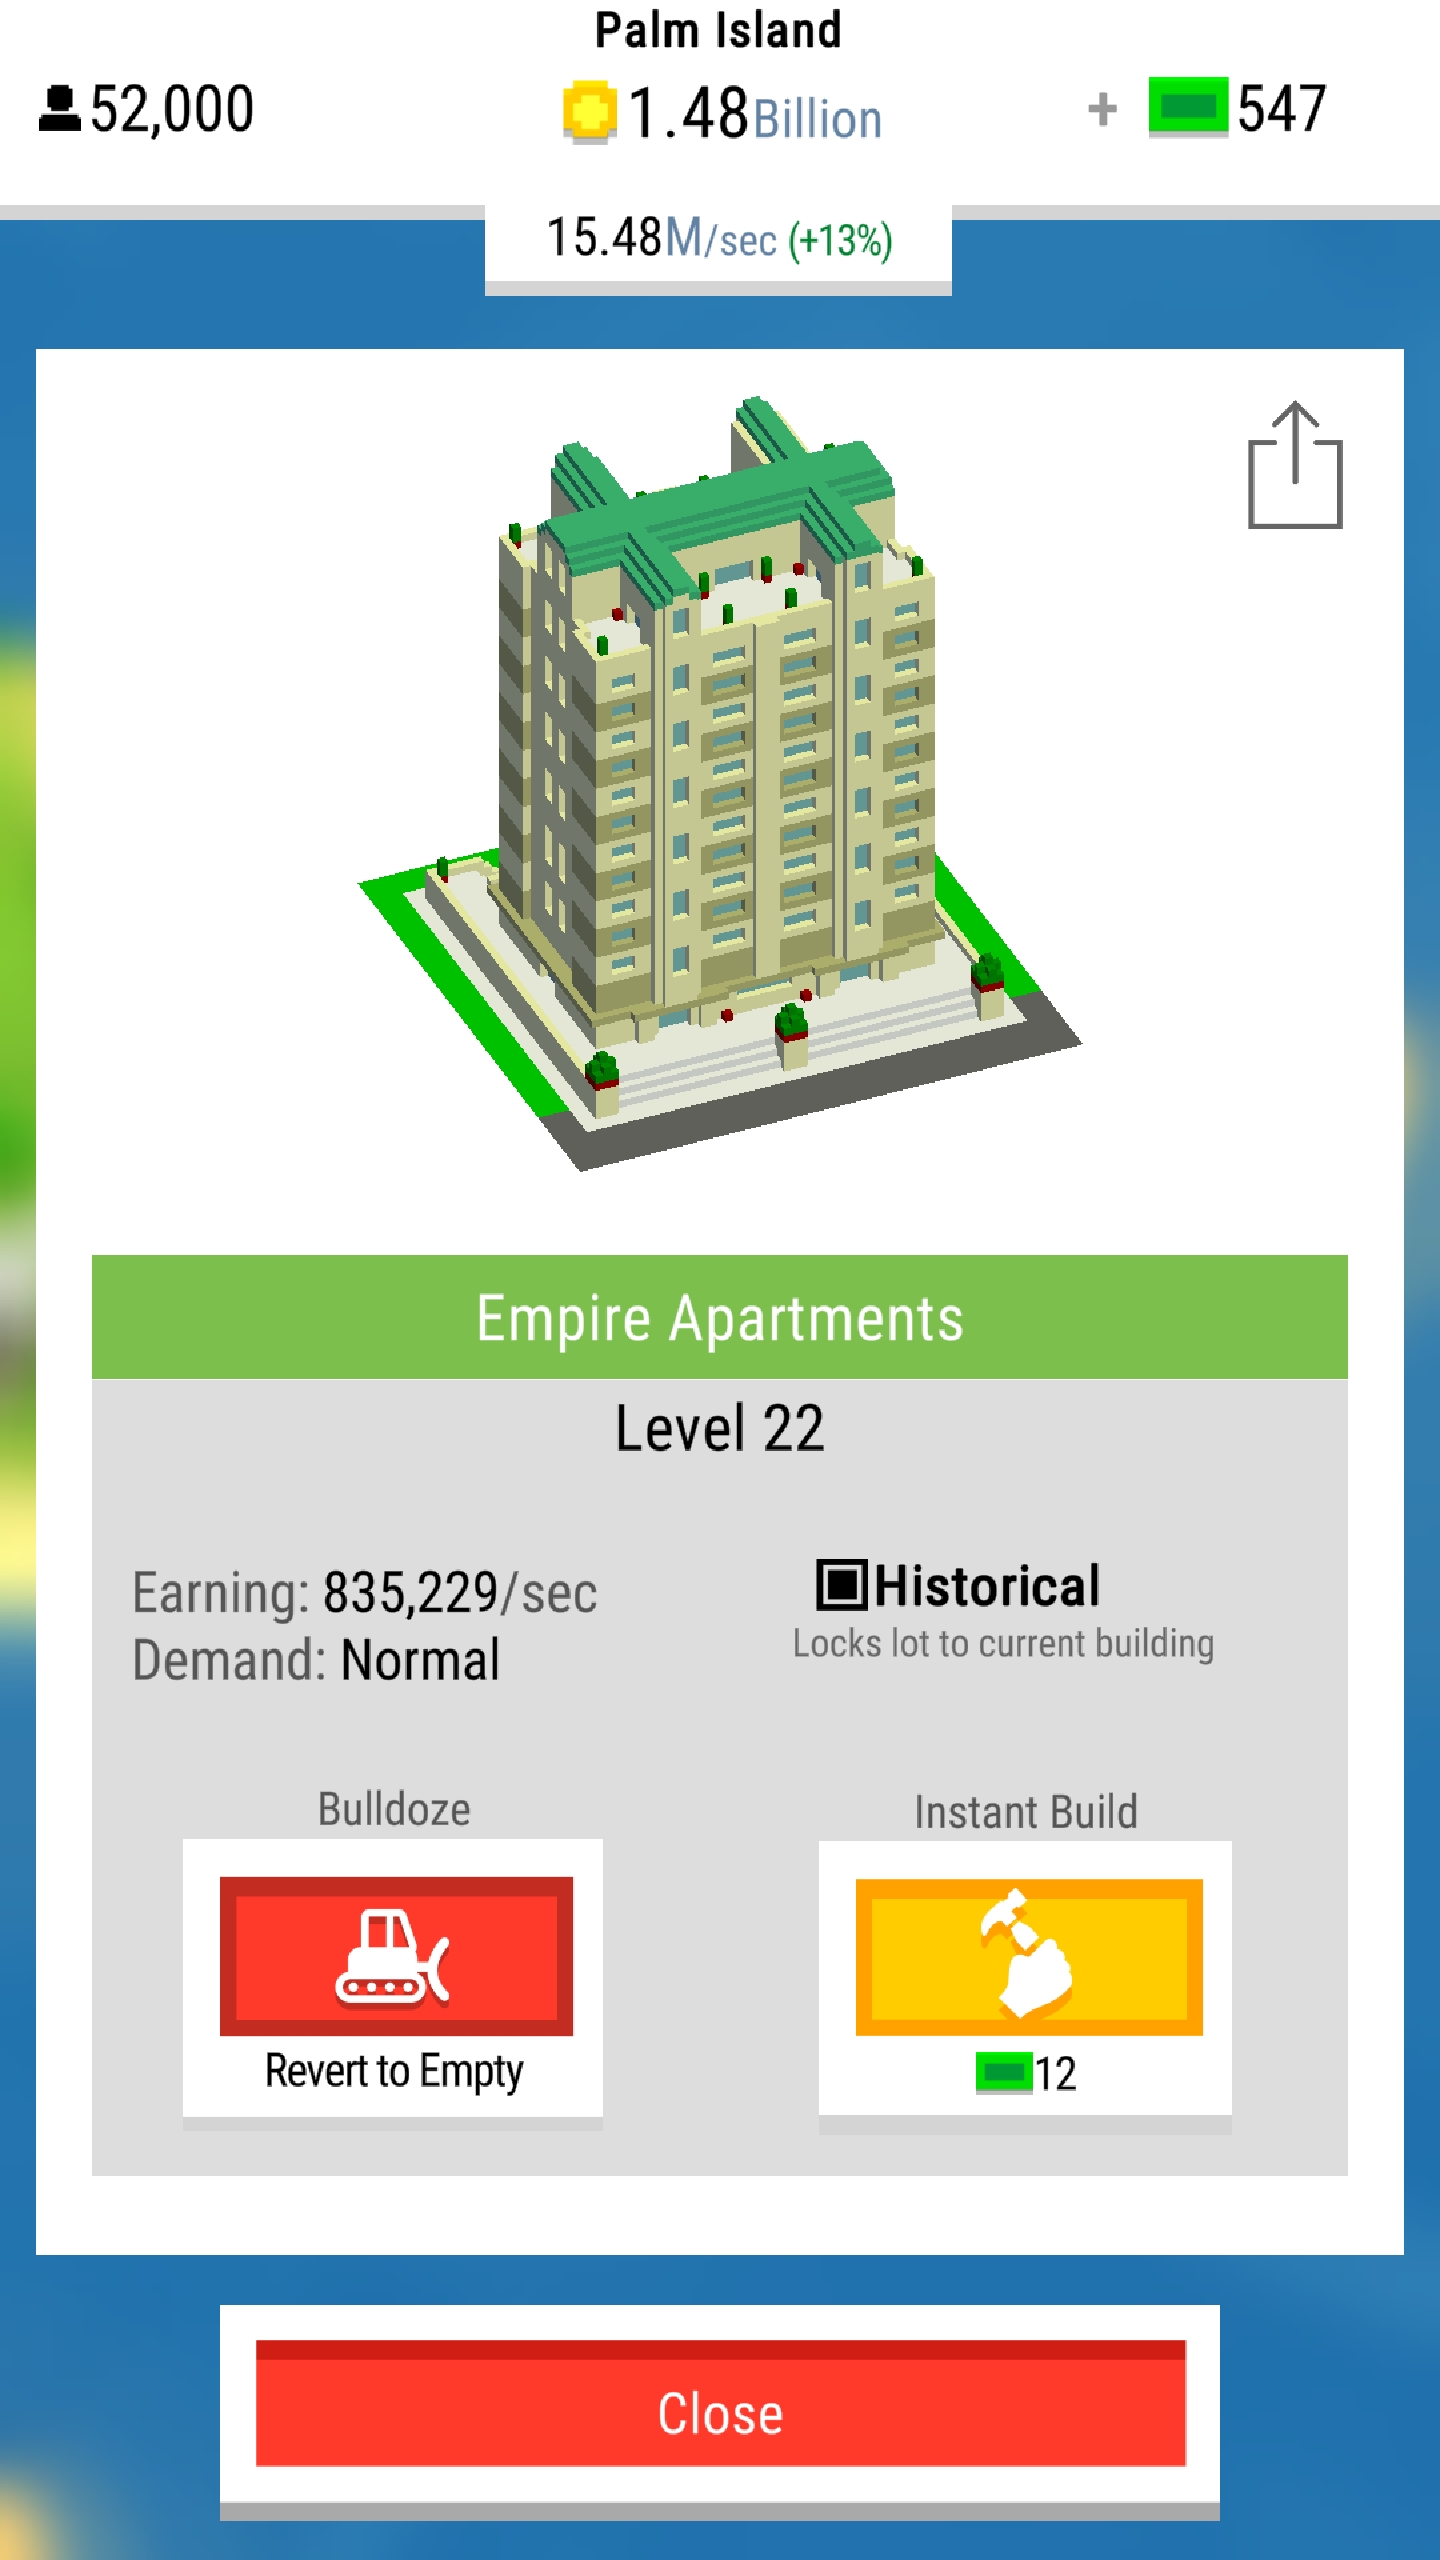 Palm Island
52,000
1.48Billion
+ 547
15.48M/sec (+13%)
Empire Apartments
Level 22
Earning: 835,229/sec
Demand: Normal
Historical
Locks lot to current building
Bulldoze
Revert to Empty
Instant Build
12
Close